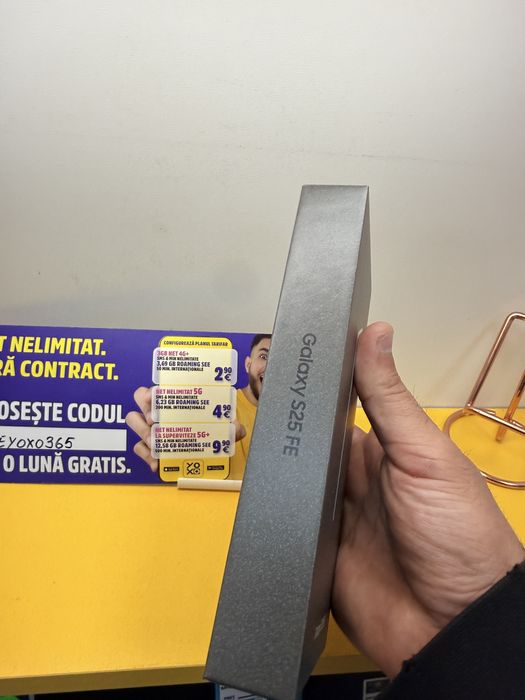 Galaxy S25 FE
T NELIMITAT.
RĂ CONTRACT.
OSEȘTE CODUL
EYOXO365
O LUNĂ GRATIS.
CONFIGUREAZĂ PLANUL TARIFAR
3GB NET 4G+
SMS & MIN NELIMITATE
3,69 GB ROAMING SEE
50 MIN. INTERNAȚIONALE
2,90 €
NET NELIMITAT 5G
SMS & MIN NELIMITATE
6,23 GB ROAMING SEE
200 MIN. INTERNAȚIONALE
4,90 €
NET NELIMITAT
LA SUPERVITEZE 5G+
SMS & MIN NELIMITATE
12,58 GB ROAMING SEE
500 MIN. INTERNAȚIONALE
9,90 €
YOXO